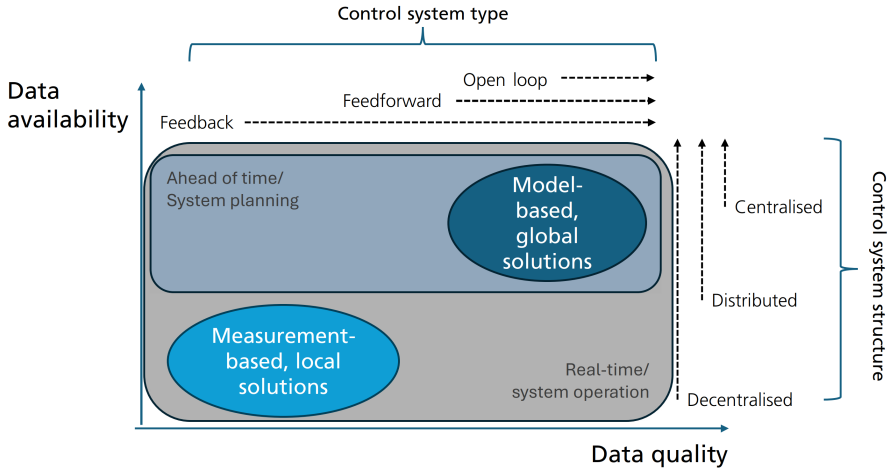 Control system type
Open loop
Data
availability
Feedforward
Feedback
Ahead of time/
System planning
Model-
based,
global
solutions
Centralised
Distributed
Control system structure
Measurement-
based, local
solutions
Real-time/
system operation
Decentralised
Data quality